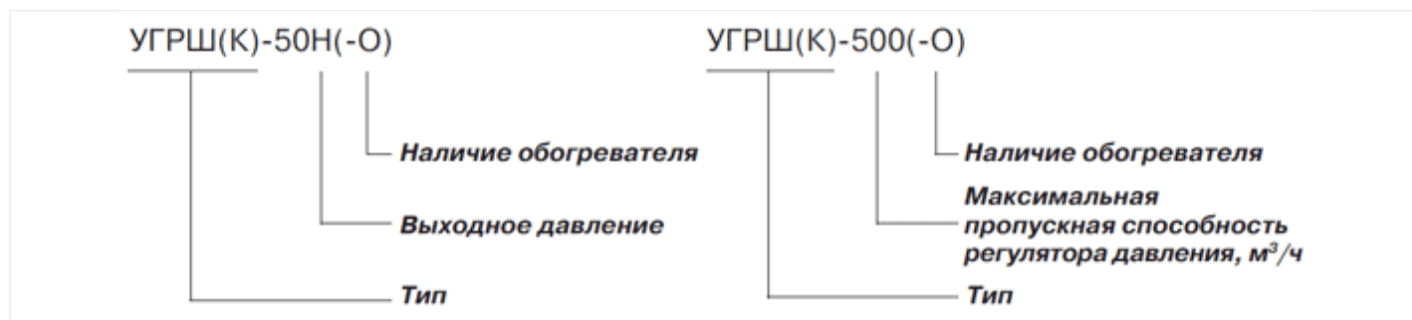 УГРШ(К)-50Н(-О)
Наличие обогревателя
Выходное давление
Тип
УГРШ(К)-500(-О)
Наличие обогревателя
Максимальная
пропускная способность
регулятора давления, м³/ч
Тип